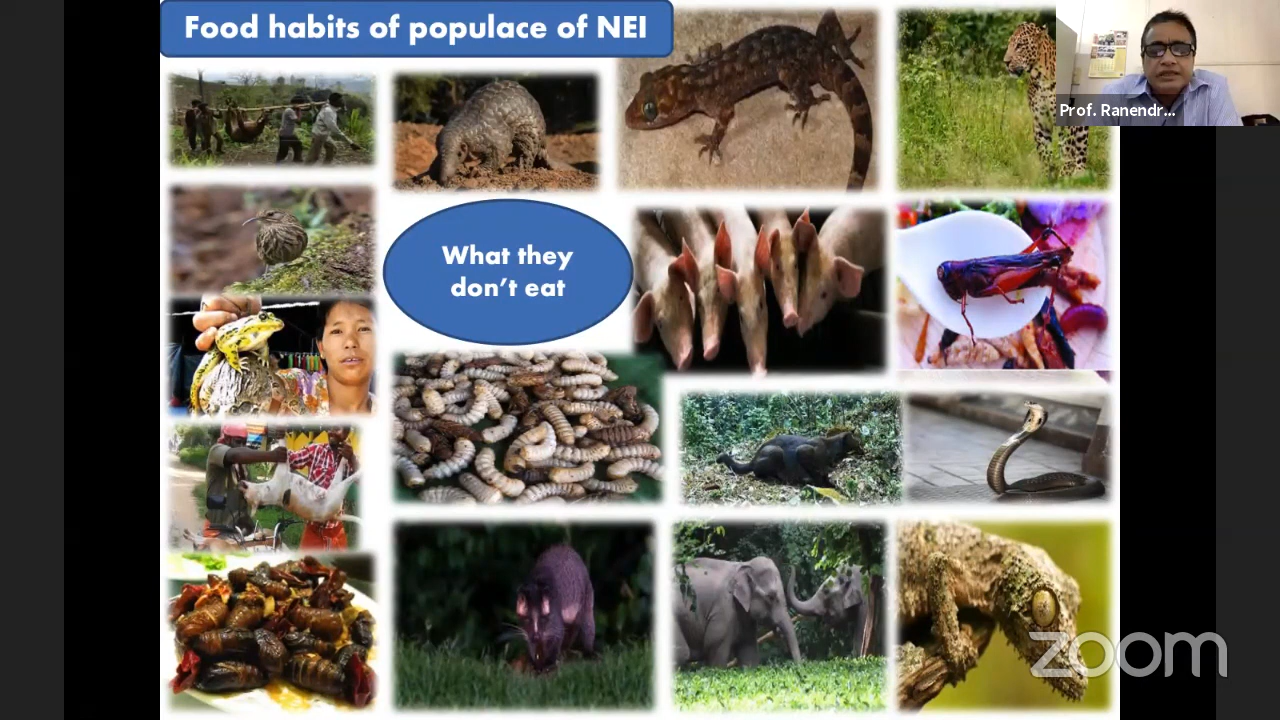 Food habits of populace of NEI
Prof. Ranendr...
What they
don't eat
zoom